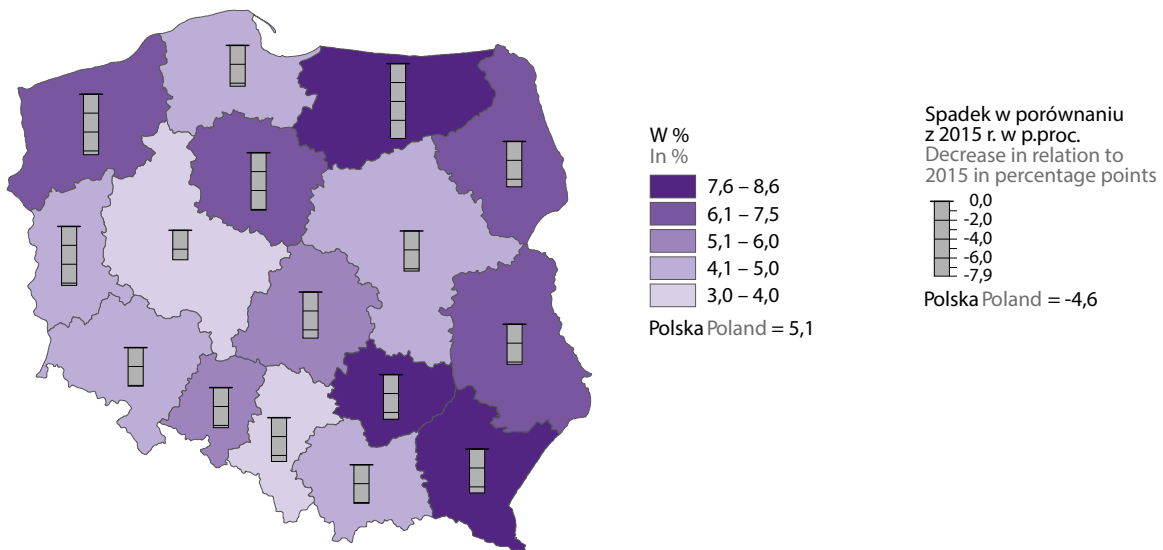 W %
In %
7,6 – 8,6
6,1 – 7,5
5,1 – 6,0
4,1 – 5,0
3,0 – 4,0
Polska Poland = 5,1
Spadek w porównaniu
z 2015 r. w p.proc.
Decrease in relation to
2015 in percentage points
0,0
-2,0
-4,0
-6,0
-7,9
Polska Poland = -4,6